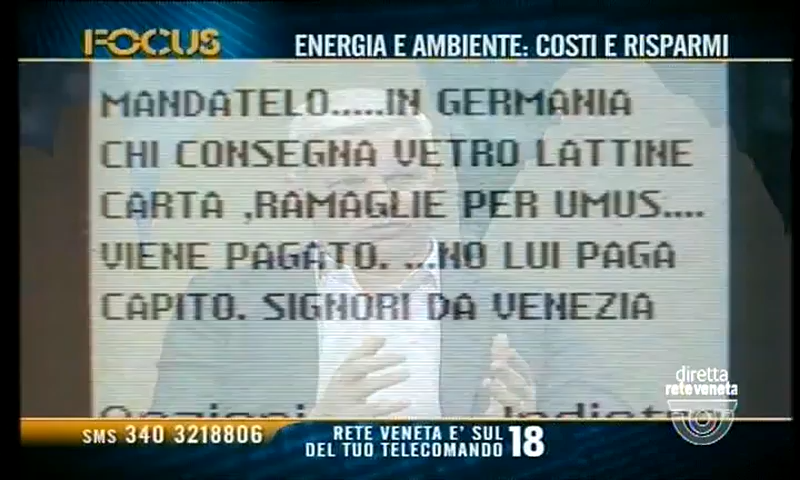 FOCUS
ENERGIA E AMBIENTE: COSTI E RISPARMI
MANDATELO.....IN GERMANIA
CHI CONSEGNA VETRO LATTINE
CARTA ,RAMAGLIE PER UMUS....
VIENE PAGATO. ...NO LUI PAGA
CAPITO. SIGNORI DA VENEZIA
diretta
reteveneta
SMS 340 3218806
RETE VENETA E' SUL
DEL TUO TELECOMANDO 18